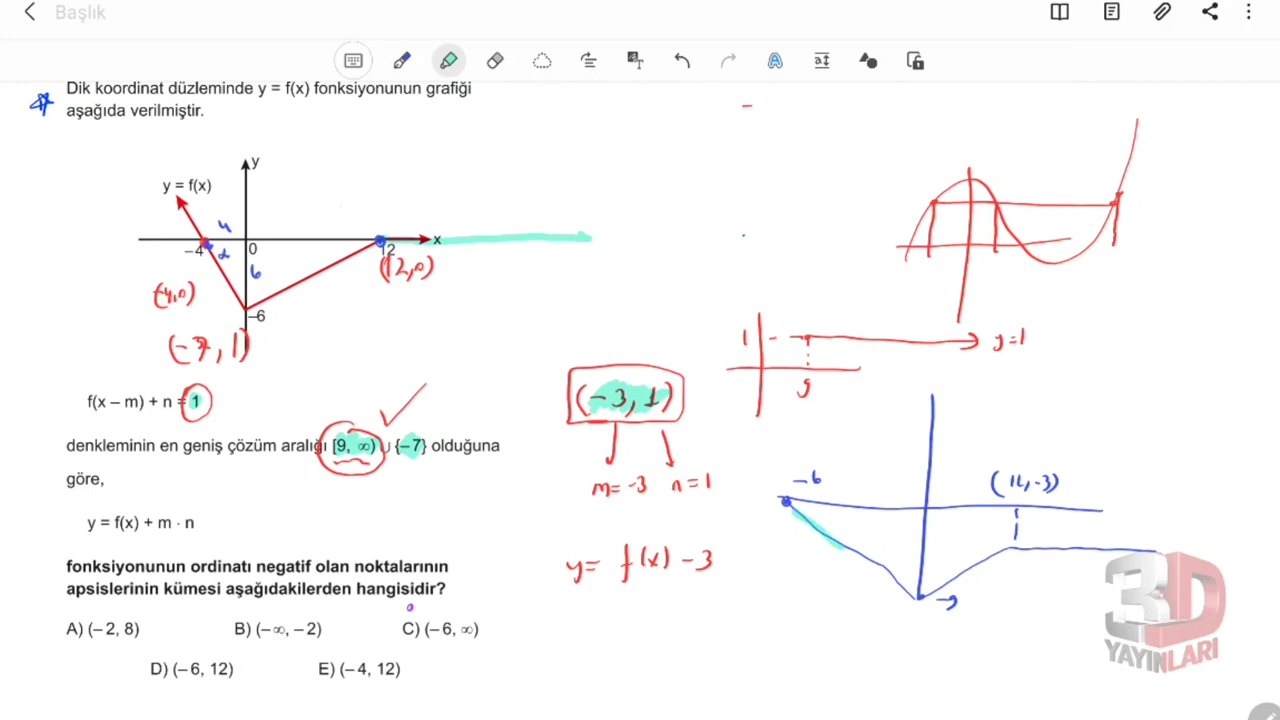 Başlık
Dik koordinat düzleminde y = f(x) fonksiyonunun grafiği
aşağıda verilmiştir.
y
y = f(x)
4
2
6
−4
0
12
x
(12,0)
(−4,0)
−6
(−7, 1)
f(x − m) + n = 1
denkleminin en geniş çözüm aralığı [9, ∞) ∪ {−7} olduğuna
göre,
y = f(x) + m · n
fonksiyonunun ordinatı negatif olan noktalarının
apsislerinin kümesi aşağıdakilerden hangisidir?
A) (− 2, 8) B) (−∞, − 2) C) (− 6, ∞)
D) (− 6, 12) E) (− 4, 12)
(−3, 1)
m= −3 n = 1
y= f(x) −3
1
y=1
9
−6
(12,−3)
−9
3D
YAYINLARI